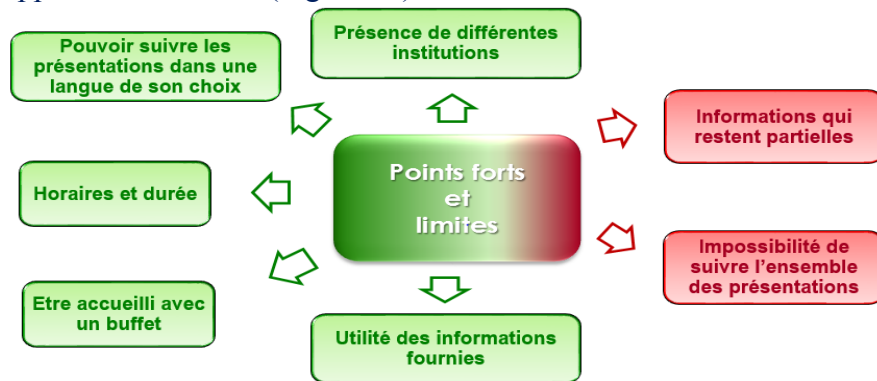 Pouvoir suivre les
présentations dans une
langue de son choix
Présence de différentes
institutions
Informations qui
restent partielles
Points forts
et
limites
Horaires et durée
Impossibilité de
suivre l’ensemble
des présentations
Etre accueilli avec
un buffet
Utilité des informations
fournies